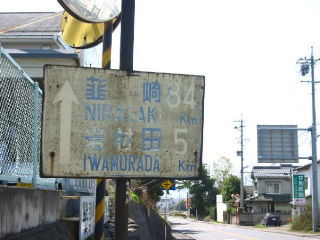 韮崎 84
NIRASAKI Km
岩村田 5
IWAMURADA Km